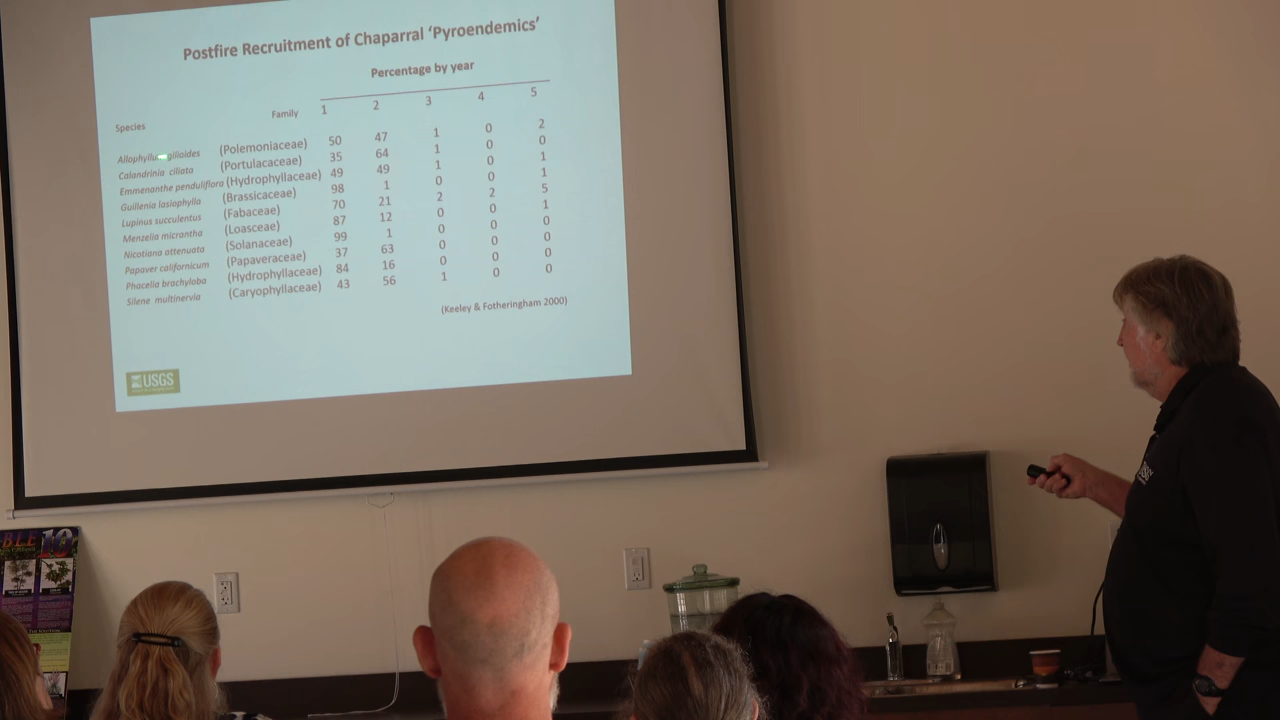 Postfire Recruitment of Chaparral 'Pyroendemics'
Percentage by year
Species Family 1 2 3 4 5
Allophyllum gilioides (Polemoniaceae) 50 47 1 0 2
Calandrinia ciliata (Portulacaceae) 35 64 1 0 0
Emmenanthe penduliflora (Hydrophyllaceae) 49 49 1 0 1
Guillenia lasiophylla (Brassicaceae) 98 1 0 0 1
Lupinus succulentus (Fabaceae) 70 21 2 2 5
Menzelia micrantha (Loasceae) 87 12 0 0 1
Nicotiana attenuata (Solanaceae) 99 1 0 0 0
Papaver californicum (Papaveraceae) 37 63 0 0 0
Phacelia brachyloba (Hydrophyllaceae) 84 16 0 0 0
Silene multinervia (Caryophyllaceae) 43 56 1 0 0
(Keeley & Fotheringham 2000)
USGS
BLE 10